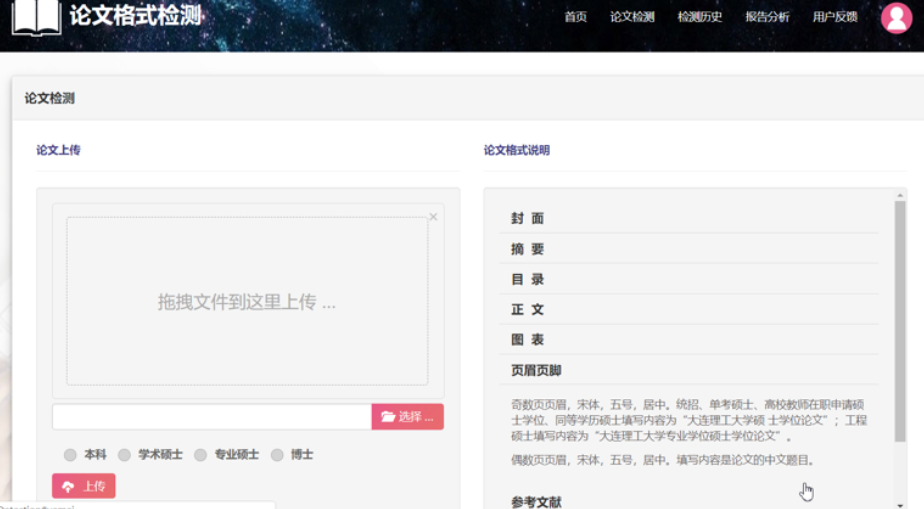 论文格式检测
首页 论文检测 检测历史 报告分析 用户反馈
论文检测
论文上传
拖拽文件到这里上传 ...
选择 ...
本科 学术硕士 专业硕士 博士
上传
论文格式说明
封 面
摘 要
目 录
正 文
图 表
页眉页脚
奇数页页眉，宋体，五号，居中。统招、单考硕士、高校教师在职申请硕
士学位、同等学历硕士填写内容为“大连理工大学硕 士学位论文”；工程
硕士填写内容为“大连理工大学专业学位硕士学位论文”。
偶数页页眉，宋体，五号，居中。填写内容是论文的中文题目。
参考文献